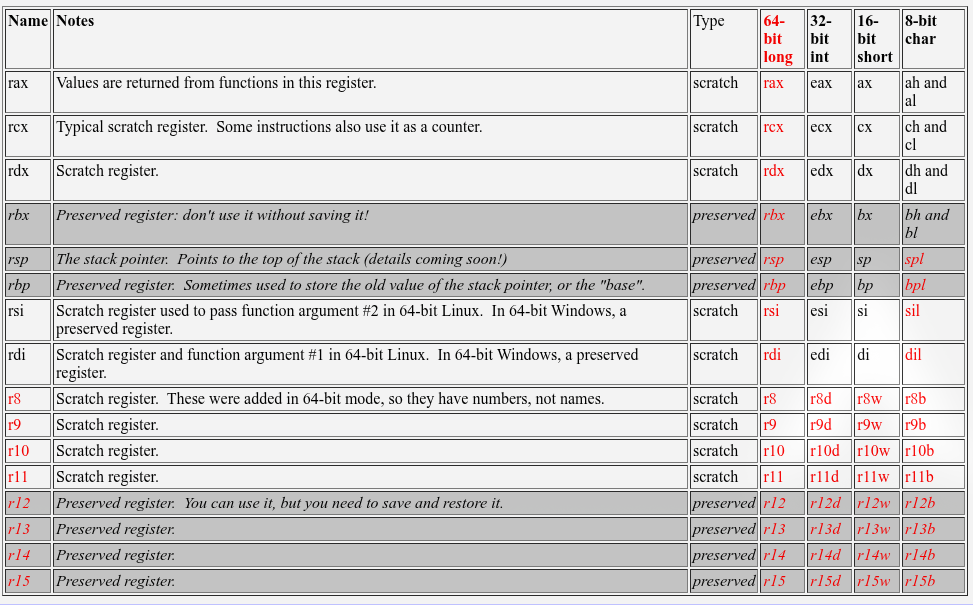 Name Notes Type 64-bit long 32-bit int 16-bit short 8-bit char
rax Values are returned from functions in this register. scratch rax eax ax ah and al
rcx Typical scratch register.  Some instructions also use it as a counter. scratch rcx ecx cx ch and cl
rdx Scratch register. scratch rdx edx dx dh and dl
rbx Preserved register: don't use it without saving it! preserved rbx ebx bx bh and bl
rsp The stack pointer.  Points to the top of the stack (details coming soon!) preserved rsp esp sp spl
rbp Preserved register.  Sometimes used to store the old value of the stack pointer, or the "base". preserved rbp ebp bp bpl
rsi Scratch register used to pass function argument #2 in 64-bit Linux.  In 64-bit Windows, a preserved register. scratch rsi esi si sil
rdi Scratch register and function argument #1 in 64-bit Linux.  In 64-bit Windows, a preserved register. scratch rdi edi di dil
r8 Scratch register.  These were added in 64-bit mode, so they have numbers, not names. scratch r8 r8d r8w r8b
r9 Scratch register. scratch r9 r9d r9w r9b
r10 Scratch register. scratch r10 r10d r10w r10b
r11 Scratch register. scratch r11 r11d r11w r11b
r12 Preserved register.  You can use it, but you need to save and restore it. preserved r12 r12d r12w r12b
r13 Preserved register. preserved r13 r13d r13w r13b
r14 Preserved register. preserved r14 r14d r14w r14b
r15 Preserved register. preserved r15 r15d r15w r15b